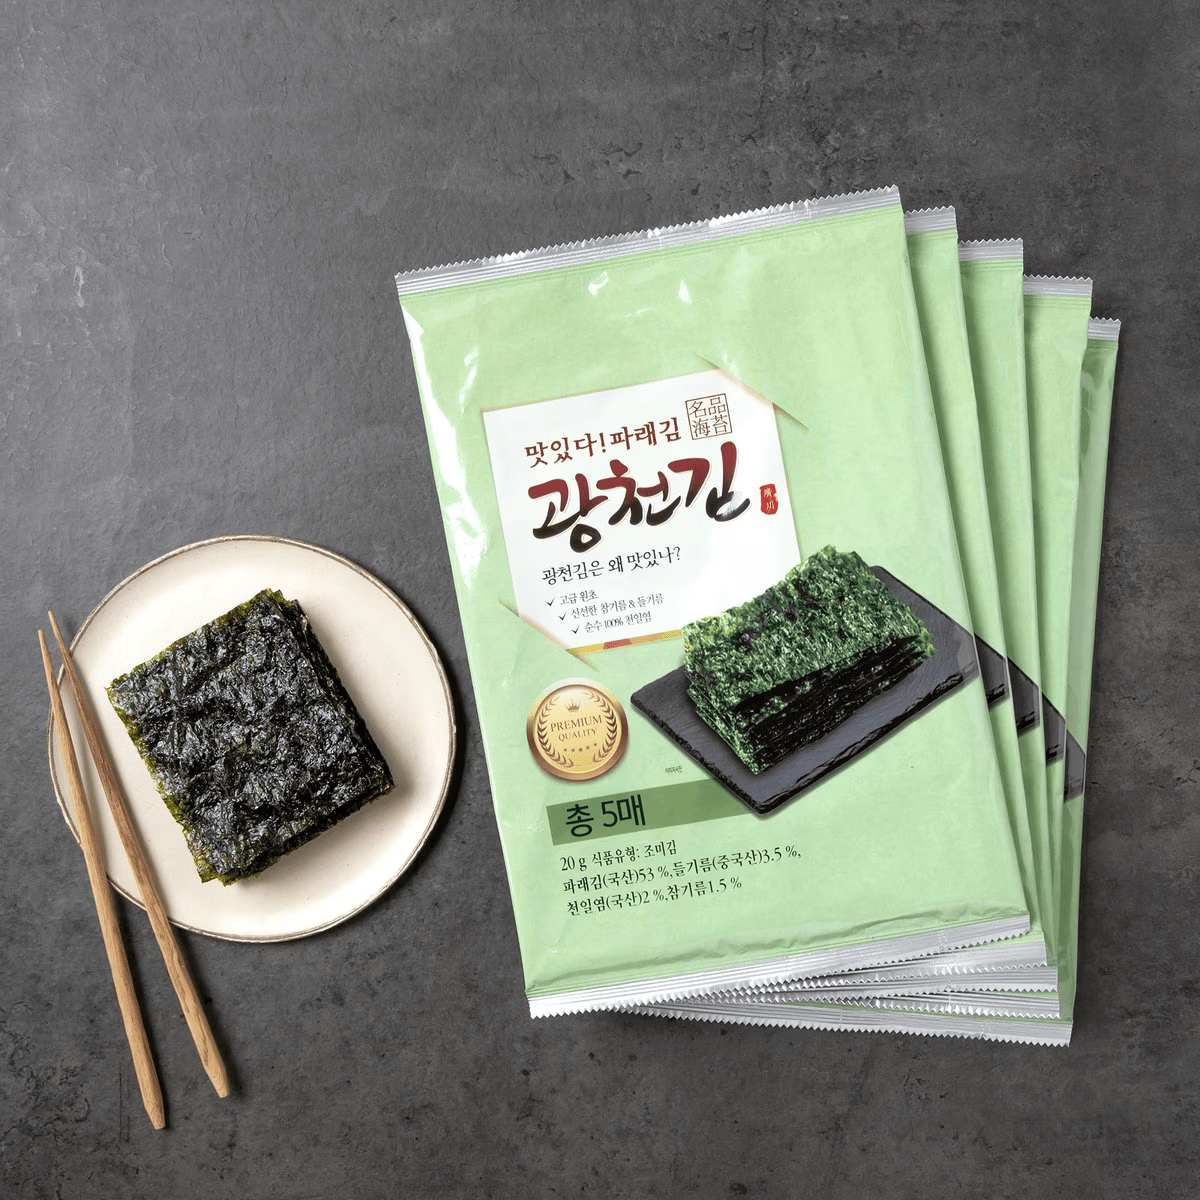 맛있다! 파래김
名品
海苔
광천김
廣川
광천김은 왜 맛있나?
고급 원초
신선한 참기름 & 들기름
순수 100% 천일염
PREMIUM
QUALITY
총 5매
20 g 식품유형: 조미김
파래김(국산)53 %,들기름(중국산)3.5 %,
천일염(국산)2 %,참기름1.5 %